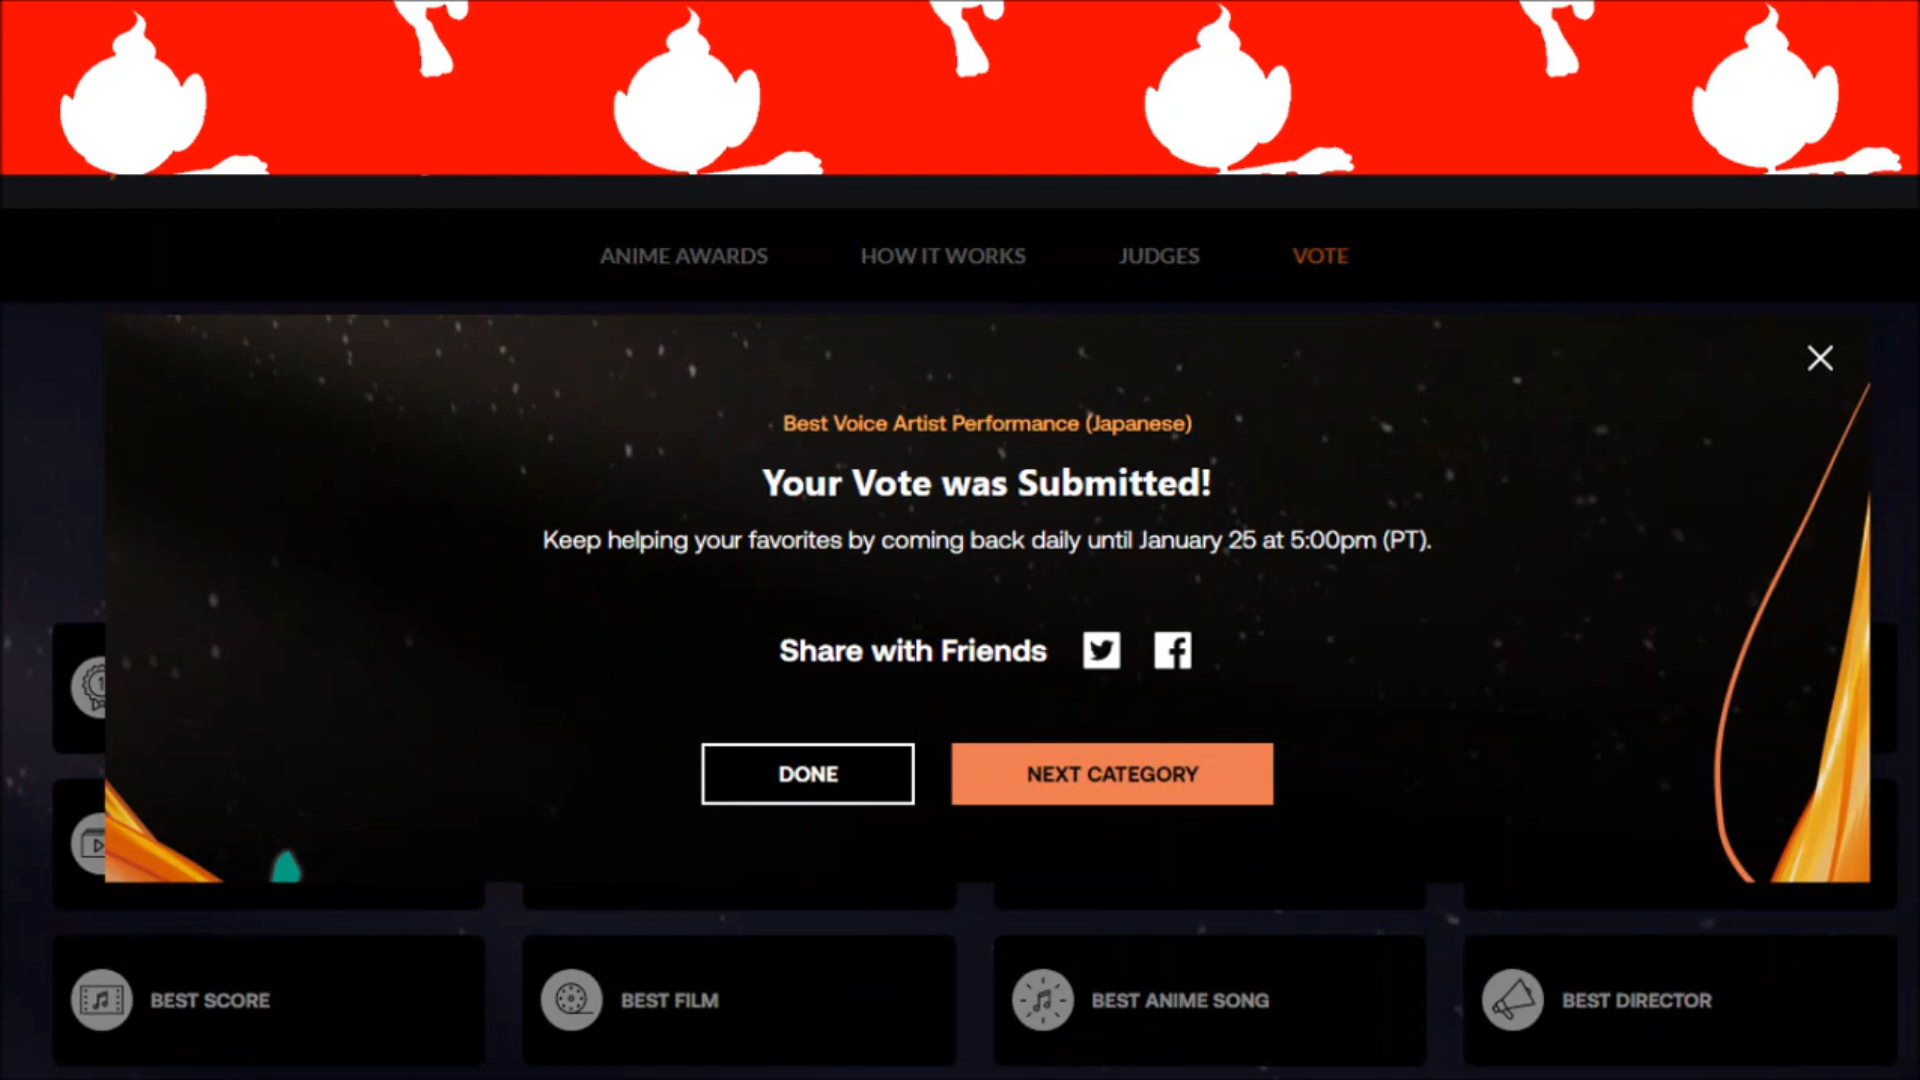 ANIME AWARDS HOW IT WORKS JUDGES VOTE
Best Voice Artist Performance (Japanese)
Your Vote was Submitted!
Keep helping your favorites by coming back daily until January 25 at 5:00pm (PT).
Share with Friends
DONE NEXT CATEGORY
BEST SCORE BEST FILM BEST ANIME SONG BEST DIRECTOR